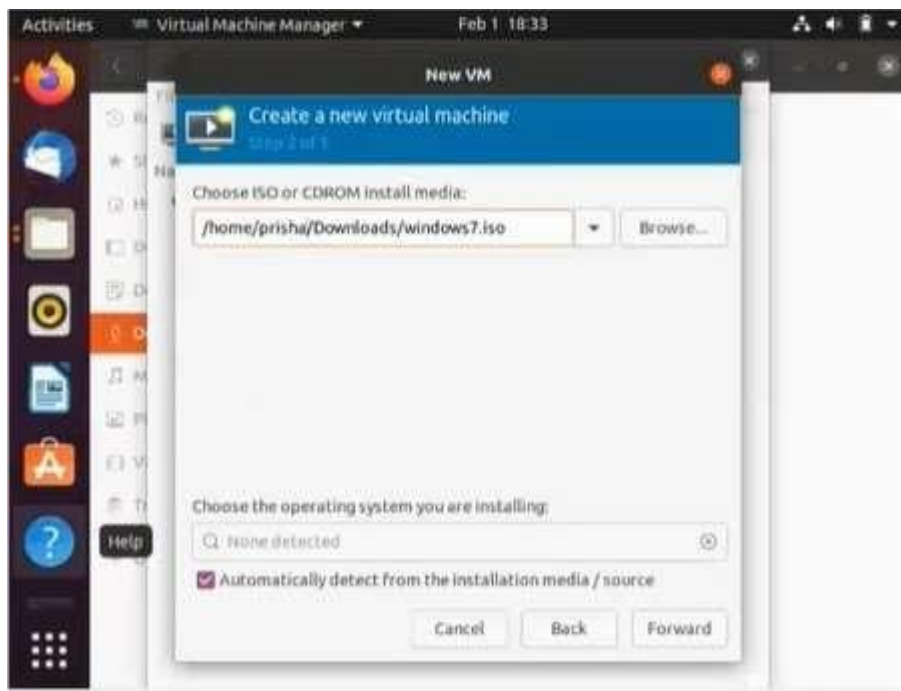 Activities Virtual Machine Manager Feb 1 18:33
New VM
Create a new virtual machine
Choose ISO or CDROM install media:
/home/prisha/Downloads/windows7.iso Browse...
Choose the operating system you are installing:
None detected
Help
Automatically detect from the installation media / source
Cancel Back Forward